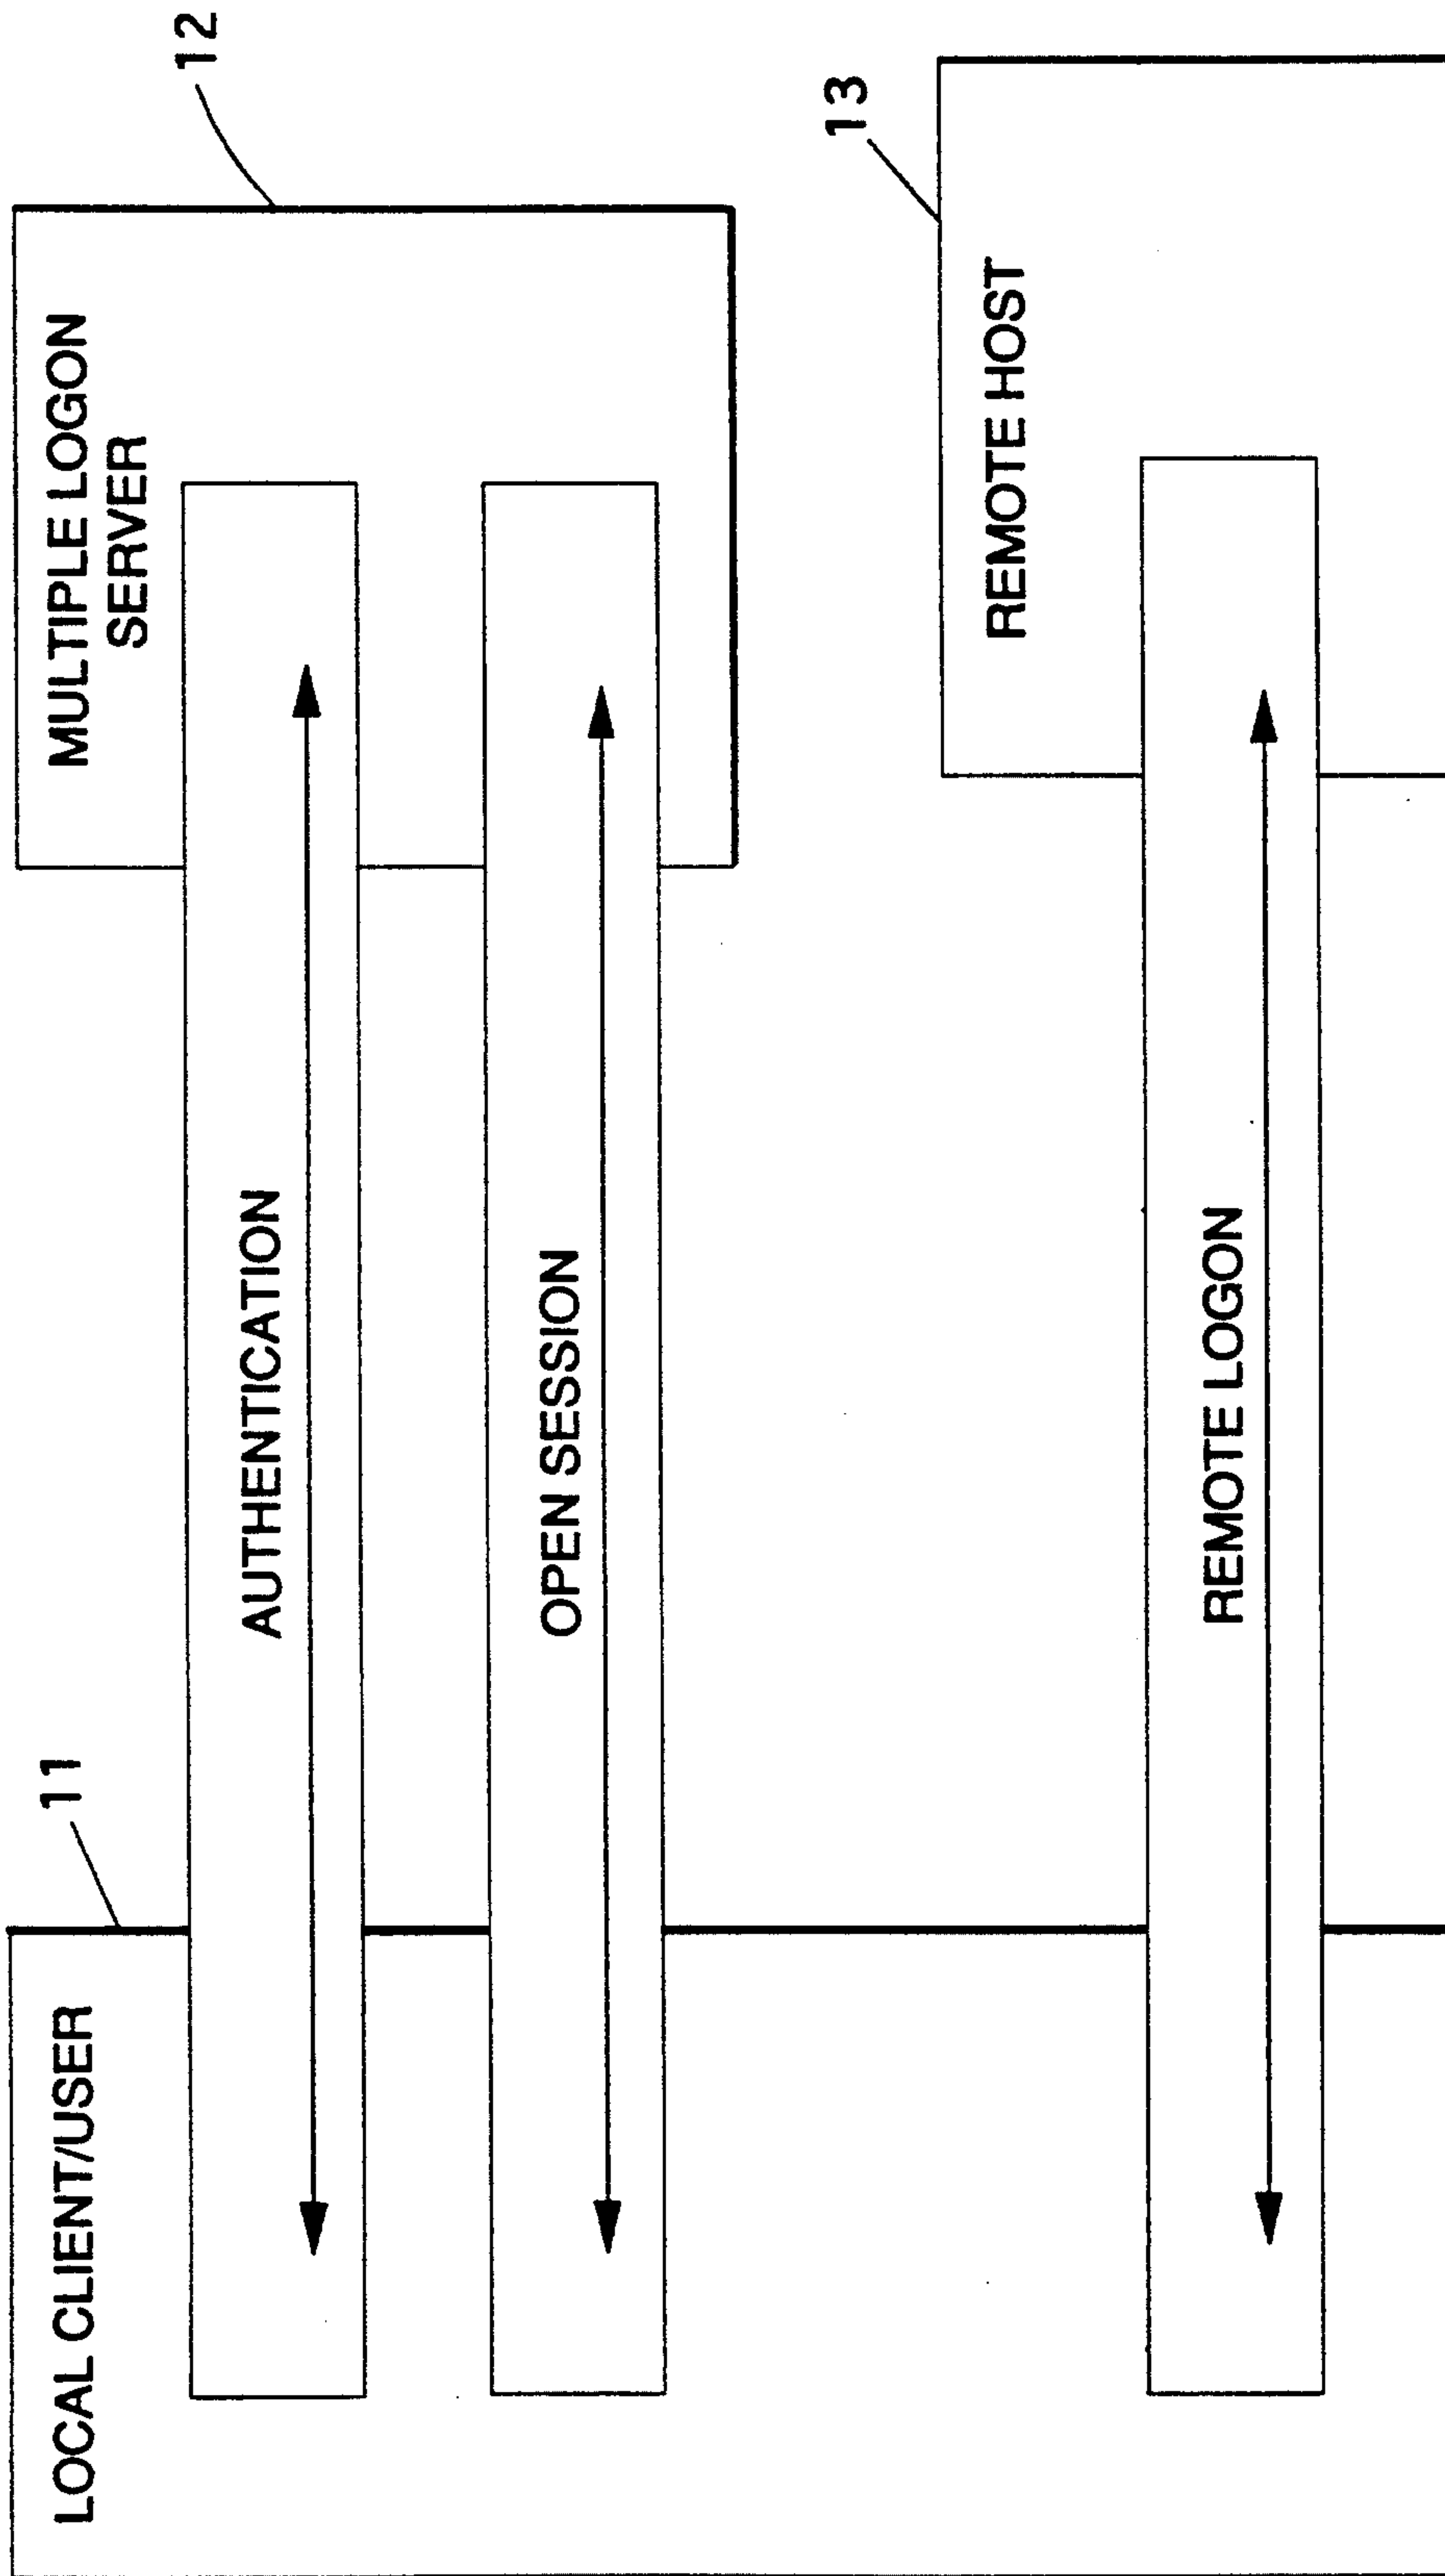 LOCAL CLIENT/USER
11
MULTIPLE LOGON
SERVER
12
AUTHENTICATION
OPEN SESSION
REMOTE HOST
13
REMOTE LOGON